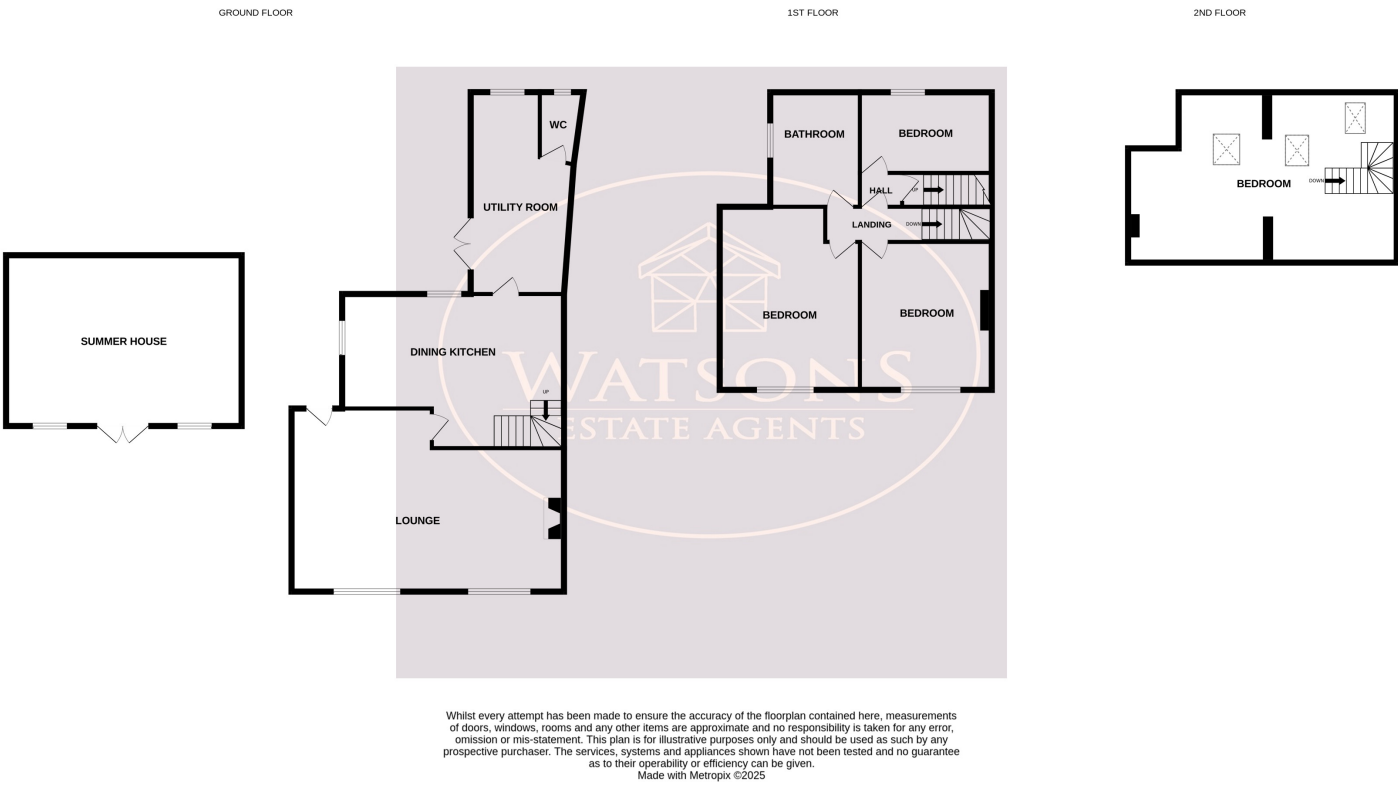 GROUND FLOOR
1ST FLOOR
2ND FLOOR
WC
UTILITY ROOM
SUMMER HOUSE
DINING KITCHEN
UP
LOUNGE
BATHROOM
BEDROOM
HALL
UP
LANDING
DOWN
BEDROOM
BEDROOM
BEDROOM
DOWN
WATSONS
ESTATE AGENTS
Whilst every attempt has been made to ensure the accuracy of the floorplan contained here, measurements
of doors, windows, rooms and any other items are approximate and no responsibility is taken for any error,
omission or mis-statement. This plan is for illustrative purposes only and should be used as such by any
prospective purchaser. The services, systems and appliances shown have not been tested and no guarantee
as to their operability or efficiency can be given.
Made with Metropix ©2025